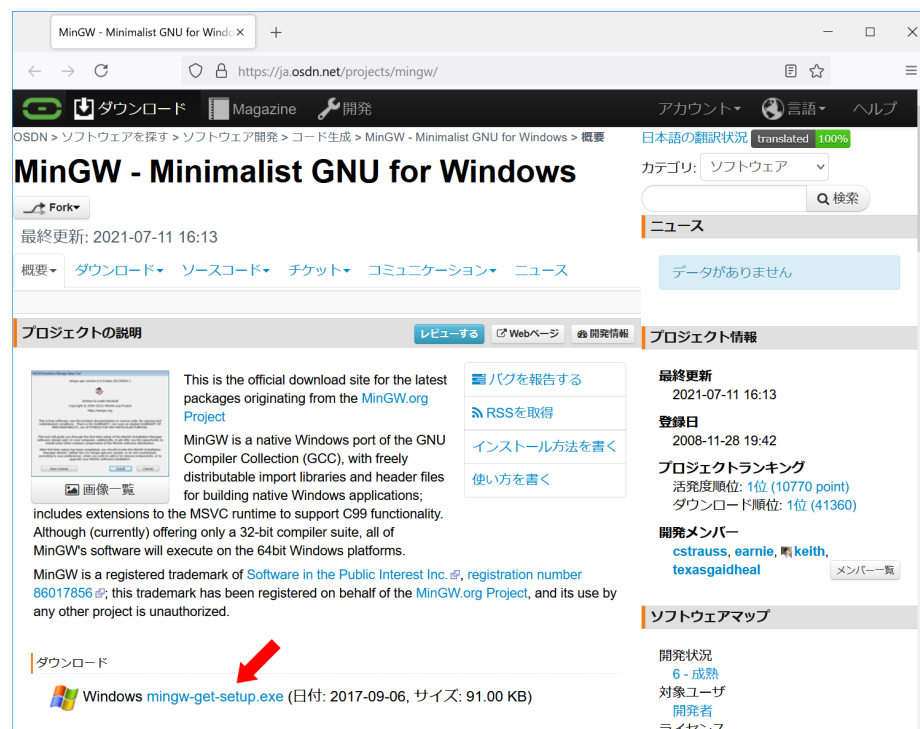 MinGW - Minimalist GNU for Windo
https://ja.osdn.net/projects/mingw/
ダウンロード Magazine 開発 アカウント 言語 ヘルプ
OSDN > ソフトウェアを探す > ソフトウェア開発 > コード生成 > MinGW - Minimalist GNU for Windows > 概要
MinGW - Minimalist GNU for Windows
Fork
最終更新: 2021-07-11 16:13
概要 ダウンロード ソースコード チケット コミュニケーション ニュース
プロジェクトの説明 レビューする Webページ 開発情報
画像一覧
This is the official download site for the latest
packages originating from the MinGW.org
Project
MinGW is a native Windows port of the GNU
Compiler Collection (GCC), with freely
distributable import libraries and header files
for building native Windows applications;
includes extensions to the MSVC runtime to support C99 functionality.
Although (currently) offering only a 32-bit compiler suite, all of
MinGW's software will execute on the 64bit Windows platforms.
MinGW is a registered trademark of Software in the Public Interest Inc., registration number
86017856; this trademark has been registered on behalf of the MinGW.org Project, and its use by
any other project is unauthorized.
バグを報告する
RSSを取得
インストール方法を書く
使い方を書く
ダウンロード
Windows mingw-get-setup.exe (日付: 2017-09-06, サイズ: 91.00 KB)
日本語の翻訳状況 translated 100%
カテゴリ: ソフトウェア
検索
ニュース
データがありません
プロジェクト情報
最終更新
2021-07-11 16:13
登録日
2008-11-28 19:42
プロジェクトランキング
活発度順位: 1位 (10770 point)
ダウンロード順位: 1位 (41360)
開発メンバー
cstrauss, earnie, keith,
texasgaidheal メンバー一覧
ソフトウェアマップ
開発状況
6 - 成熟
対象ユーザ
開発者
ライセンス